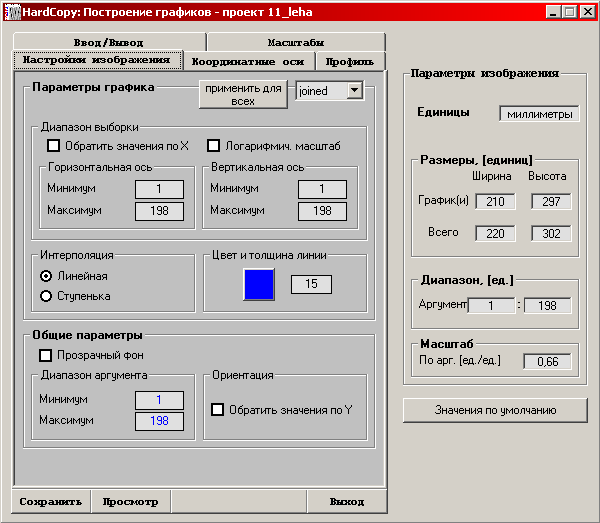 HardCopy: Построение графиков - проект 11_leha
Ввод/Вывод Масштабы
Настройки изображения Координатные оси Профиль
Параметры графика применить для всех joined
Диапазон выборки
Обратить значения по X Логарифмич. масштаб
Горизонтальная ось Вертикальная ось
Минимум 1 Минимум 1
Максимум 198 Максимум 198
Интерполяция Цвет и толщина линии
Линейная 15
Ступенька
Общие параметры
Прозрачный фон
Диапазон аргумента Ориентация
Минимум 1
Обратить значения по Y
Максимум 198
Сохранить Просмотр Выход
Параметры изображения
Единицы миллиметры
Размеры, [единиц]
Ширина Высота
График(и) 210 297
Всего 220 302
Диапазон, [ед.]
Аргумент 1 : 198
Масштаб
По арг. [ед./ед.] 0,66
Значения по умолчанию